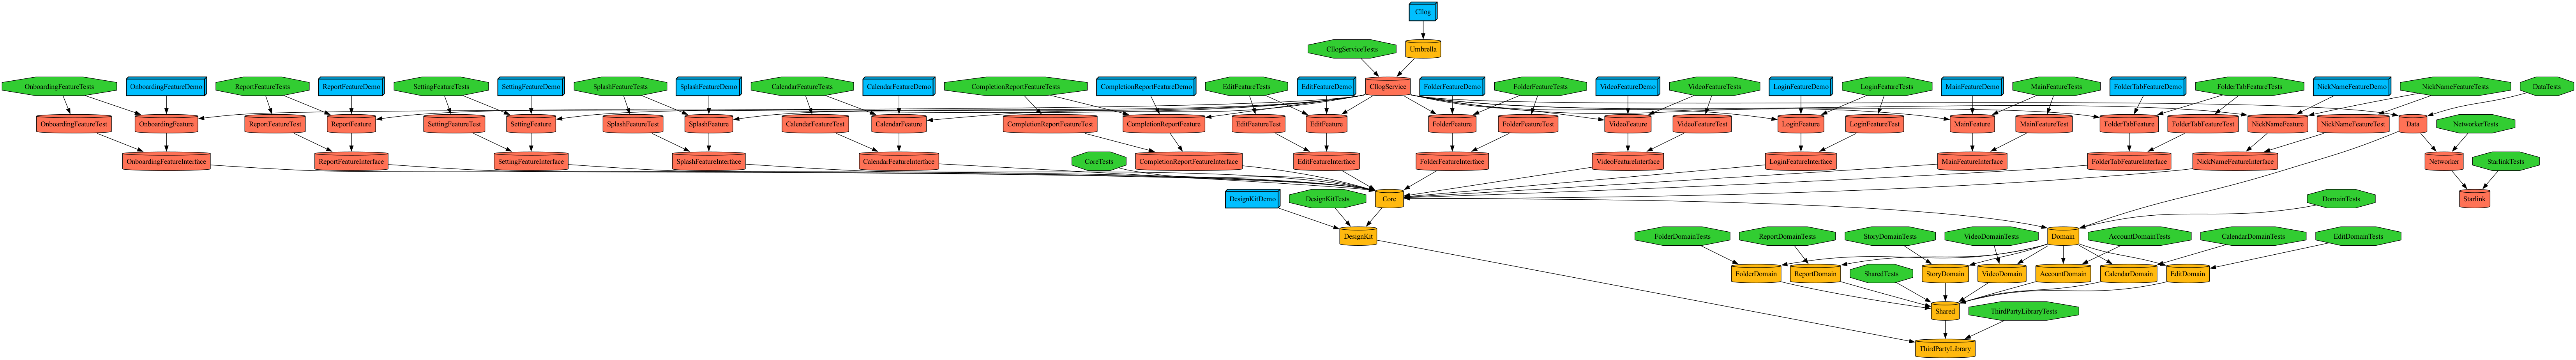 Cllog
CllogServiceTests
Umbrella
OnboardingFeatureTests
OnboardingFeatureDemo
ReportFeatureTests
ReportFeatureDemo
SettingFeatureTests
SettingFeatureDemo
SplashFeatureTests
SplashFeatureDemo
CalendarFeatureTests
CalendarFeatureDemo
CompletionReportFeatureTests
CompletionReportFeatureDemo
EditFeatureTests
EditFeatureDemo
CllogService
FolderFeatureDemo
FolderFeatureTests
VideoFeatureDemo
VideoFeatureTests
LoginFeatureDemo
LoginFeatureTests
MainFeatureDemo
MainFeatureTests
FolderTabFeatureDemo
FolderTabFeatureTests
NickNameFeatureDemo
NickNameFeatureTests
DataTests
OnboardingFeatureTest
OnboardingFeature
ReportFeatureTest
ReportFeature
SettingFeatureTest
SettingFeature
SplashFeatureTest
SplashFeature
CalendarFeatureTest
CalendarFeature
CompletionReportFeatureTest
CompletionReportFeature
EditFeatureTest
EditFeature
FolderFeature
FolderFeatureTest
VideoFeature
VideoFeatureTest
LoginFeature
LoginFeatureTest
MainFeature
MainFeatureTest
FolderTabFeature
FolderTabFeatureTest
NickNameFeature
NickNameFeatureTest
Data
NetworkerTests
OnboardingFeatureInterface
ReportFeatureInterface
SettingFeatureInterface
SplashFeatureInterface
CalendarFeatureInterface
CoreTests
CompletionReportFeatureInterface
EditFeatureInterface
FolderFeatureInterface
VideoFeatureInterface
LoginFeatureInterface
MainFeatureInterface
FolderTabFeatureInterface
NickNameFeatureInterface
Networker
StarlinkTests
DesignKitDemo
DesignKitTests
Core
DomainTests
Starlink
DesignKit
FolderDomainTests
ReportDomainTests
StoryDomainTests
VideoDomainTests
Domain
AccountDomainTests
CalendarDomainTests
EditDomainTests
FolderDomain
ReportDomain
SharedTests
StoryDomain
VideoDomain
AccountDomain
CalendarDomain
EditDomain
Shared
ThirdPartyLibraryTests
ThirdPartyLibrary